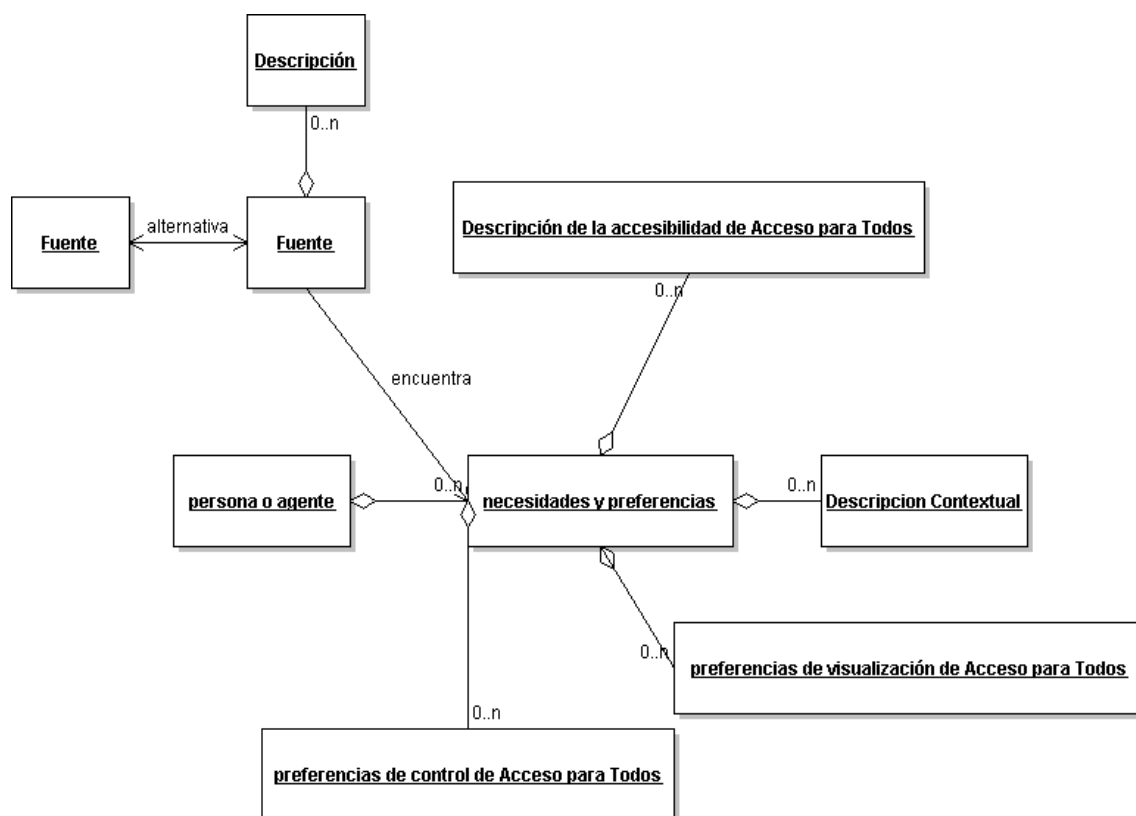 Descripción
0..n
Fuente
alternativa
Fuente
Descripción de la accesibilidad de Acceso para Todos
0..n
encuentra
persona o agente
0..n
necesidades y preferencias
0..n
Descripcion Contextual
0..n
preferencias de visualización de Acceso para Todos
0..n
preferencias de control de Acceso para Todos